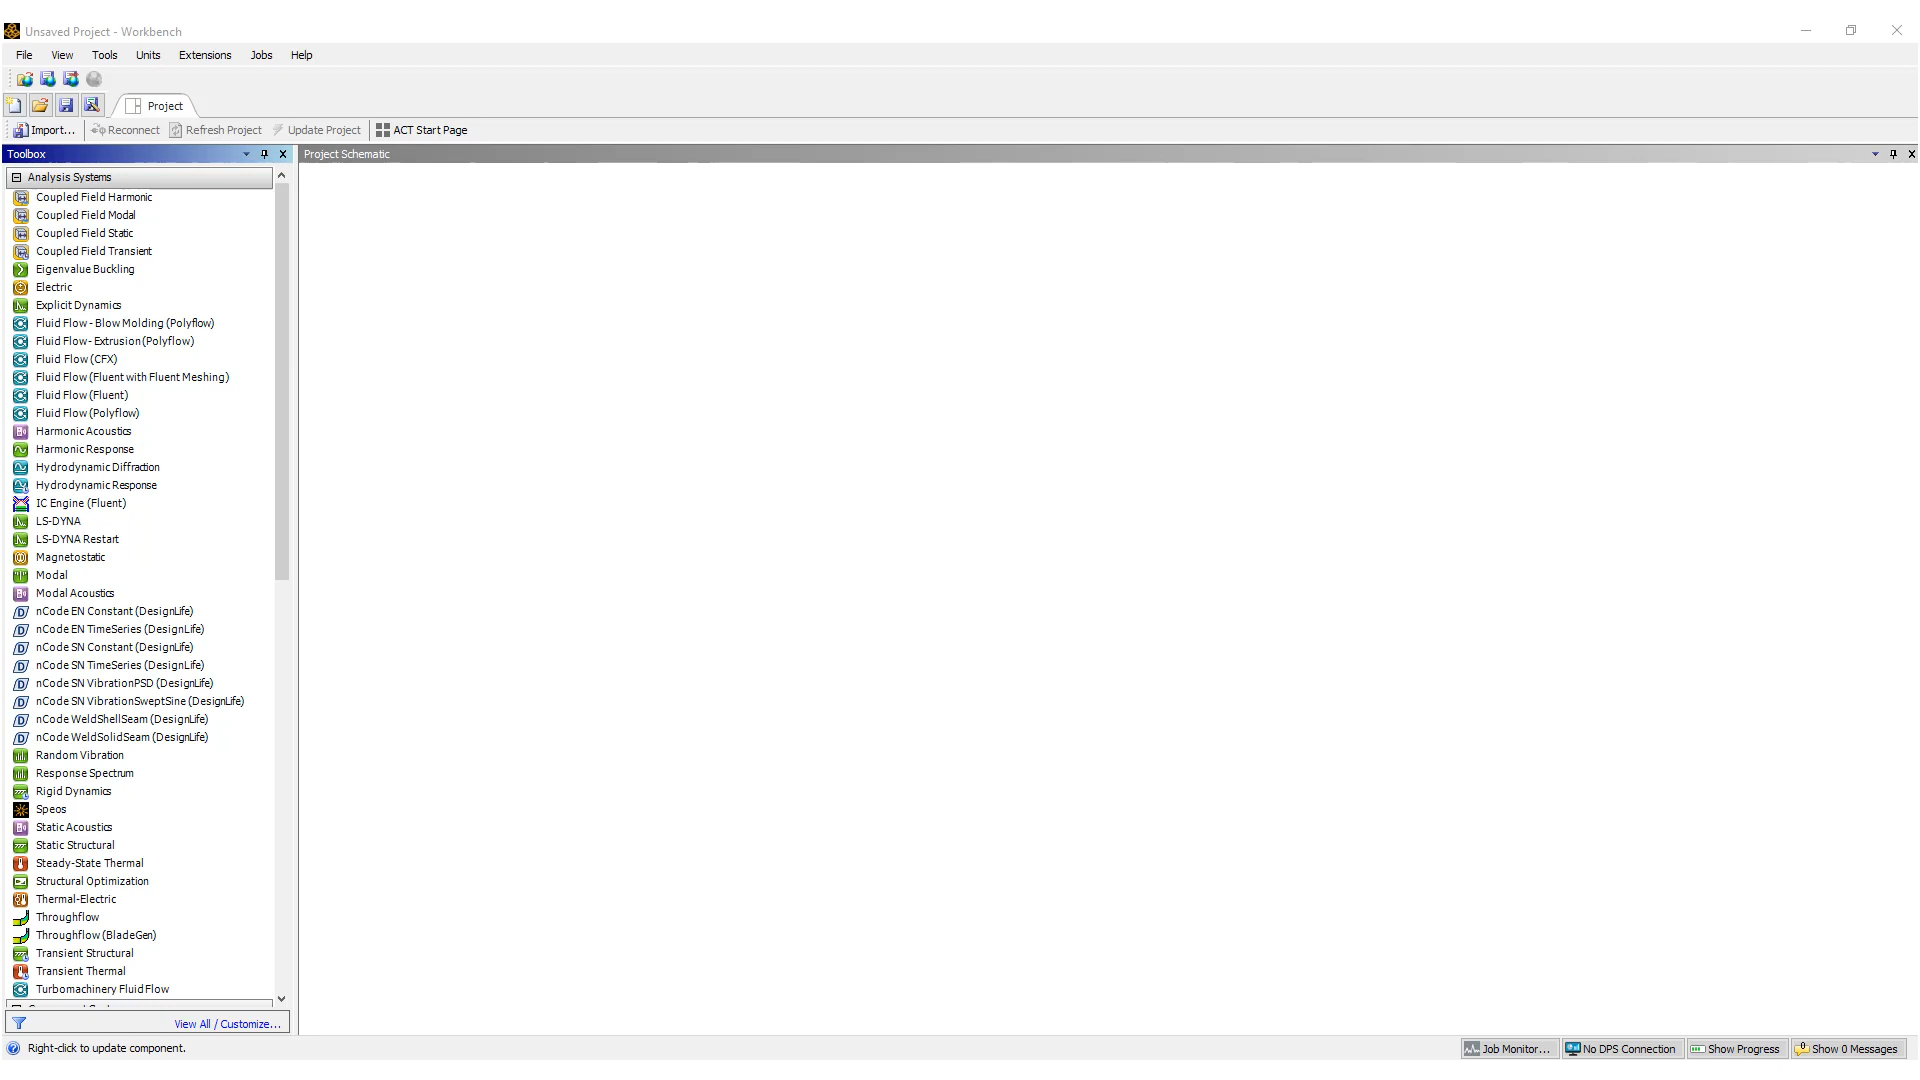 Unsaved Project - Workbench
File View Tools Units Extensions Jobs Help
Project
Import... Reconnect Refresh Project Update Project ACT Start Page
Toolbox
Project Schematic
Analysis Systems
Coupled Field Harmonic
Coupled Field Modal
Coupled Field Static
Coupled Field Transient
Eigenvalue Buckling
Electric
Explicit Dynamics
Fluid Flow - Blow Molding (Polyflow)
Fluid Flow- Extrusion (Polyflow)
Fluid Flow (CFX)
Fluid Flow (Fluent with Fluent Meshing)
Fluid Flow (Fluent)
Fluid Flow (Polyflow)
Harmonic Acoustics
Harmonic Response
Hydrodynamic Diffraction
Hydrodynamic Response
IC Engine (Fluent)
LS-DYNA
LS-DYNA Restart
Magnetostatic
Modal
Modal Acoustics
nCode EN Constant (DesignLife)
nCode EN TimeSeries (DesignLife)
nCode SN Constant (DesignLife)
nCode SN TimeSeries (DesignLife)
nCode SN VibrationPSD (DesignLife)
nCode SN VibrationSweptSine (DesignLife)
nCode WeldShellSeam (DesignLife)
nCode WeldSolidSeam (DesignLife)
Random Vibration
Response Spectrum
Rigid Dynamics
Speos
Static Acoustics
Static Structural
Steady-State Thermal
Structural Optimization
Thermal-Electric
Throughflow
Throughflow (BladeGen)
Transient Structural
Transient Thermal
Turbomachinery Fluid Flow
View All / Customize...
Right-click to update component.
Job Monitor... No DPS Connection Show Progress Show 0 Messages